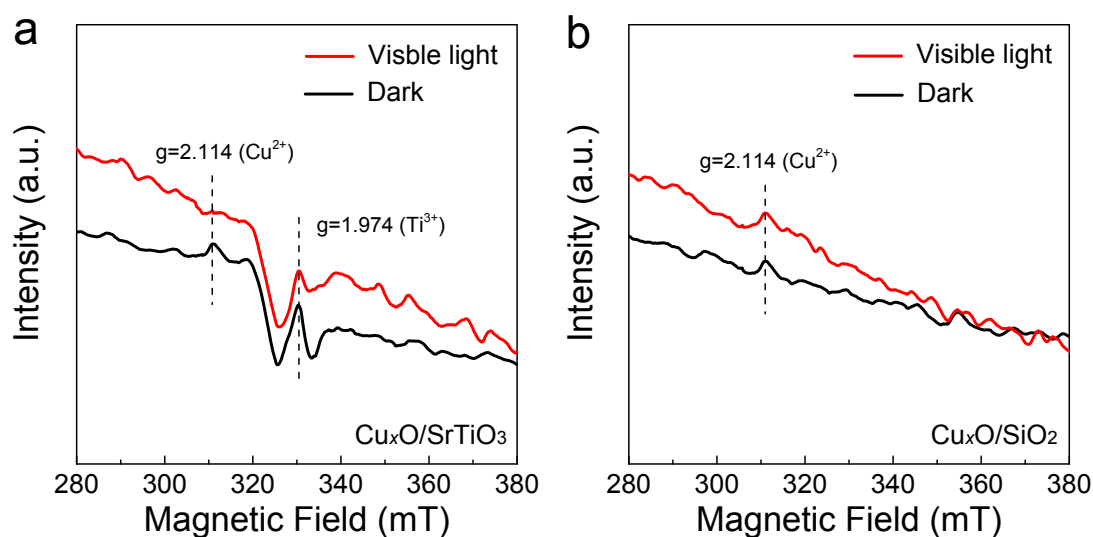 a
Visble light
Dark
g=2.114 (Cu²⁺)
g=1.974 (Ti³⁺)
Intensity (a.u.)
CuxO/SrTiO₃
280 300 320 340 360 380
Magnetic Field (mT)
b
Visible light
Dark
g=2.114 (Cu²⁺)
Intensity (a.u.)
CuxO/SiO₂
280 300 320 340 360 380
Magnetic Field (mT)